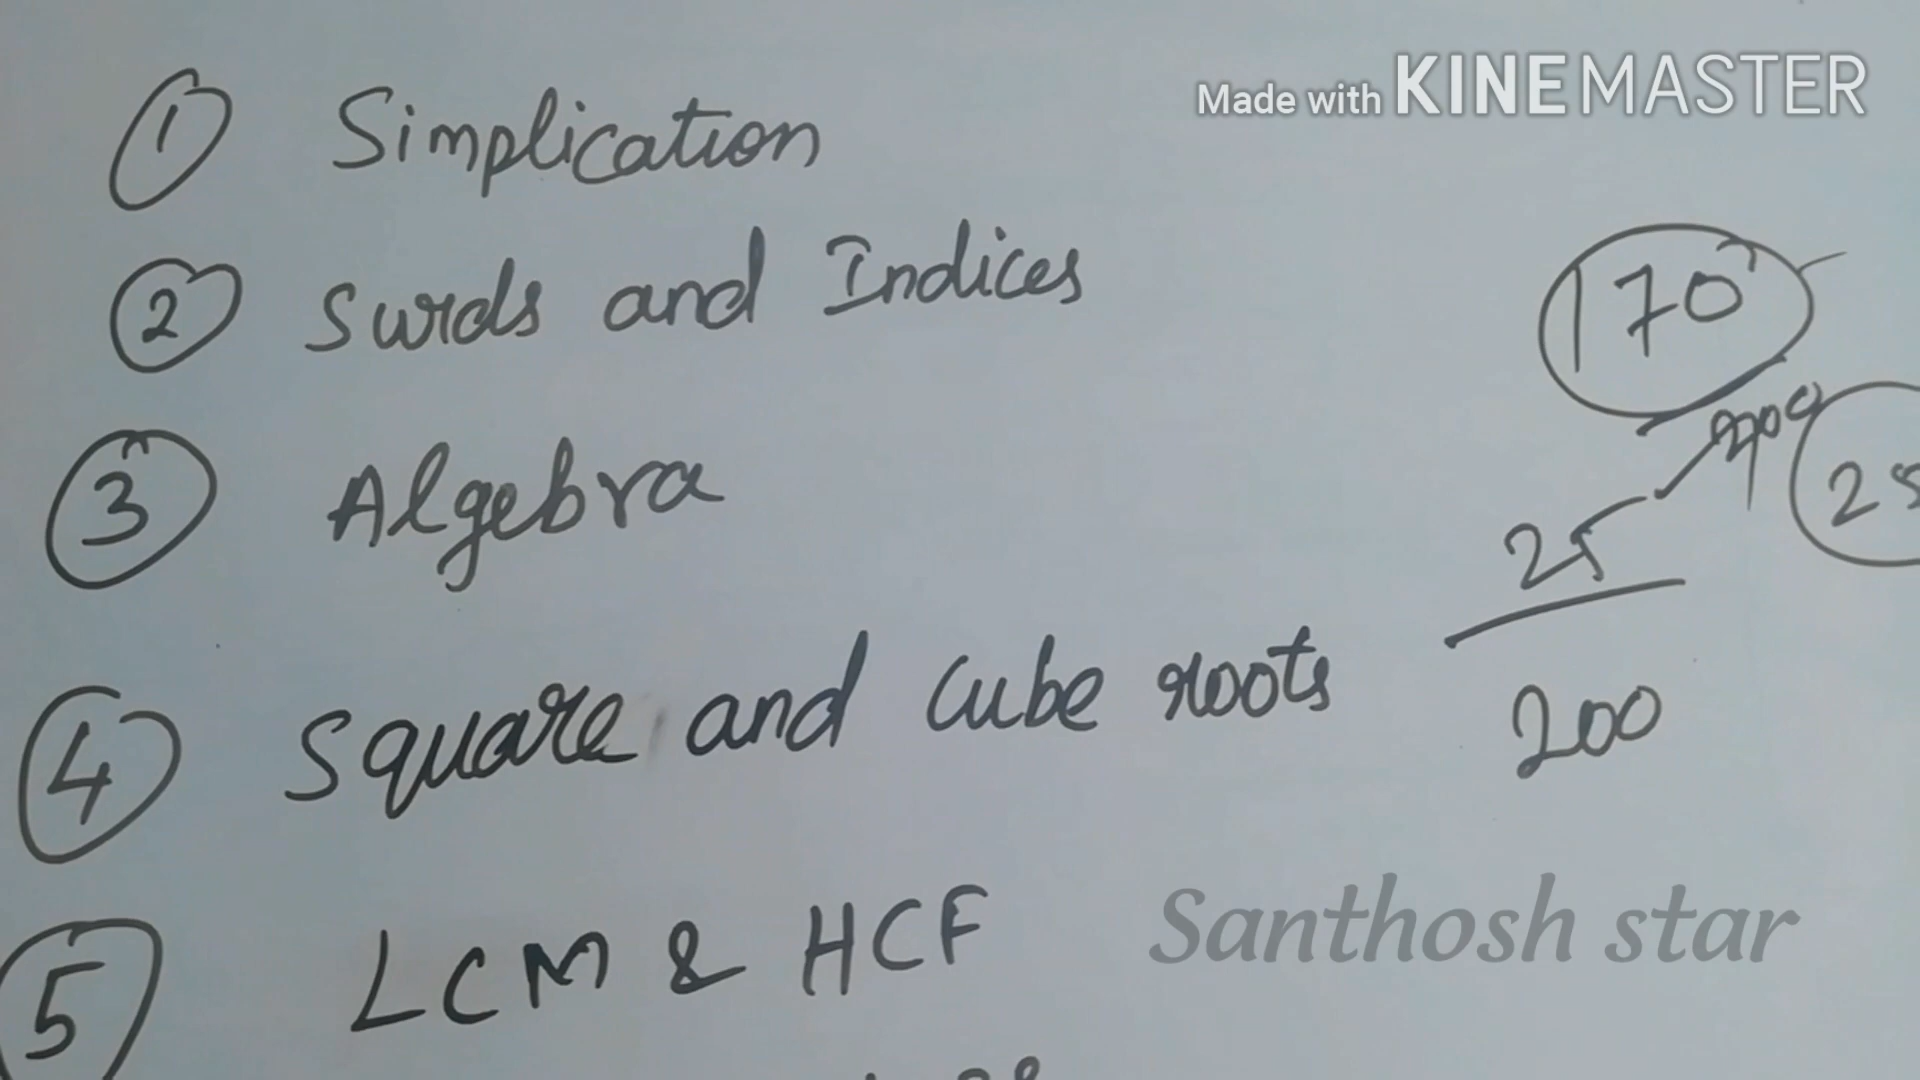 Made with KINEMASTER
① Simplication
② Surds and Indices
170
③ Algebra
25
25
200
④ Square and Cube roots
⑤ LCM & HCF
Santhosh star